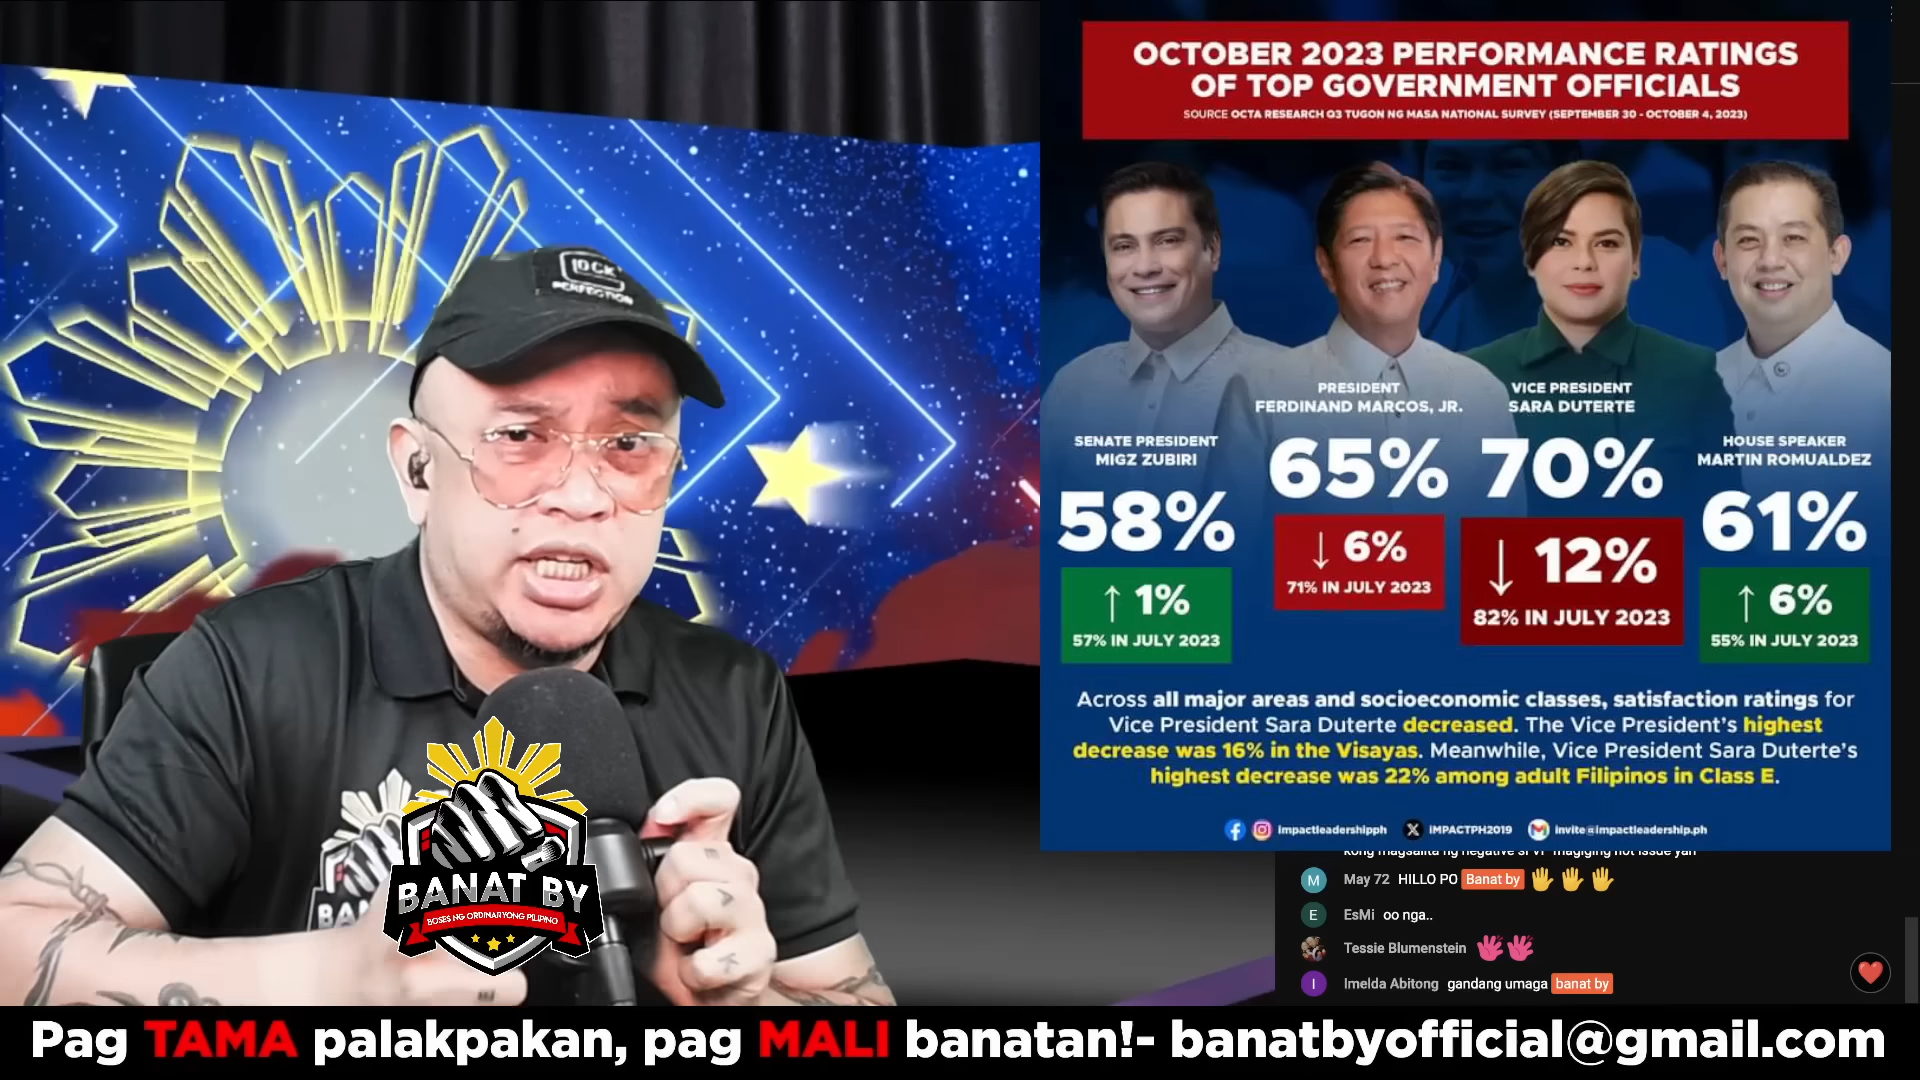 OCTOBER 2023 PERFORMANCE RATINGS
OF TOP GOVERNMENT OFFICIALS
SOURCE OCTA RESEARCH Q3 TUGON NG MASA NATIONAL SURVEY (SEPTEMBER 30 - OCTOBER 4, 2023)
SENATE PRESIDENT
MIGZ ZUBIRI
58%
↑ 1%
57% IN JULY 2023
PRESIDENT
FERDINAND MARCOS, JR.
65%
↓ 6%
71% IN JULY 2023
VICE PRESIDENT
SARA DUTERTE
70%
↓ 12%
82% IN JULY 2023
HOUSE SPEAKER
MARTIN ROMUALDEZ
61%
↑ 6%
55% IN JULY 2023
Across all major areas and socioeconomic classes, satisfaction ratings for
Vice President Sara Duterte decreased. The Vice President's highest
decrease was 16% in the Visayas. Meanwhile, Vice President Sara Duterte's
highest decrease was 22% among adult Filipinos in Class E.
impactleadershipph IMPACTPH2019 invite@impactleadership.ph
M May 72 HILLO PO Banat by
E EsMi oo nga..
Tessie Blumenstein
I Imelda Abitong gandang umaga banat by
PERFECTION
BANAT BY
BOSES NG ORDINARYONG PILIPINO
Pag TAMA palakpakan, pag MALI banatan!- banatbyofficial@gmail.com